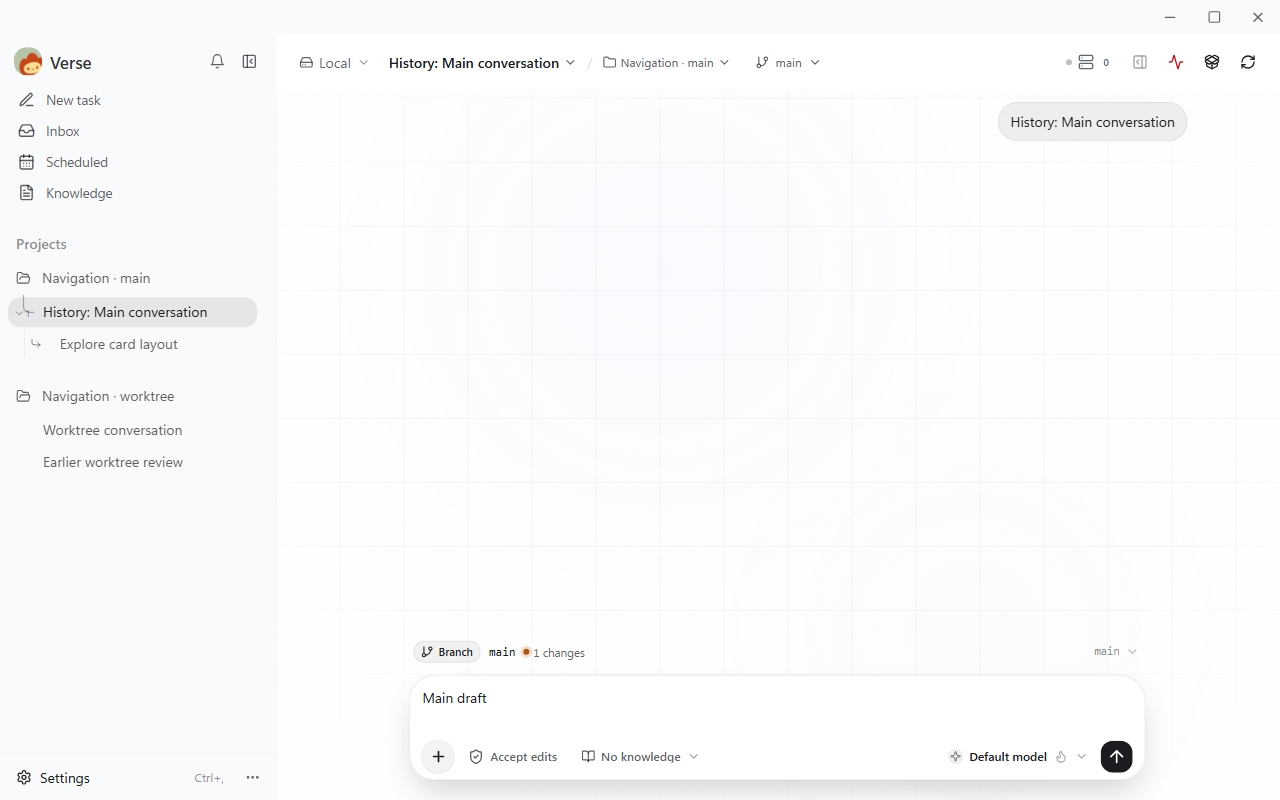 Verse
New task
Inbox
Scheduled
Knowledge
Projects
Navigation · main
History: Main conversation
Explore card layout
Navigation · worktree
Worktree conversation
Earlier worktree review
Settings
Ctrl+,
Local
History: Main conversation
/
Navigation · main
main
0
History: Main conversation
Branch
main
1 changes
main
Main draft
Accept edits
No knowledge
Default model